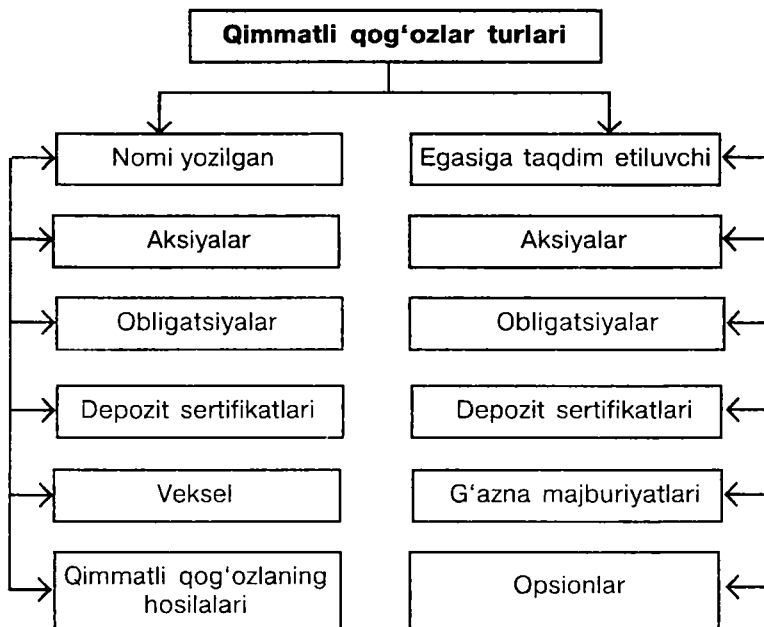 Qimmatli qog‘ozlar turlari
Nomi yozilgan
Egasiga taqdim etiluvchi
Aksiyalar
Aksiyalar
Obligatsiyalar
Obligatsiyalar
Depozit sertifikatlari
Depozit sertifikatlari
Veksel
G‘azna majburiyatlari
Qimmatli qog‘ozlaning
hosilalari
Opsionlar